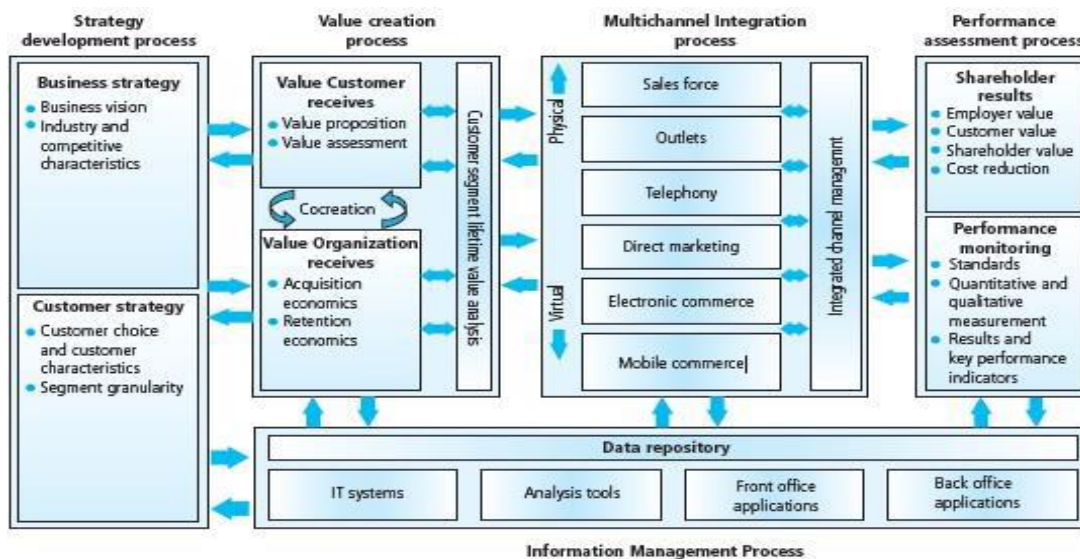 Strategy
development process
Business strategy
Business vision
Industry and
competitive
characteristics
Customer strategy
Customer choice
and customer
characteristics
Segment granularity
Value creation
process
Value Customer
receives
Value proposition
Value assessment
Cocreation
Value Organization
receives
Acquisition
economics
Retention
economics
Customer segment lifetime value analysis
Multichannel Integration
process
Physical
Virtual
Sales force
Outlets
Telephony
Direct marketing
Electronic commerce
Mobile commerce
Integrated channel managemnt
Performance
assessment process
Shareholder
results
Employer value
Customer value
Shareholder value
Cost reduction
Performance
monitoring
Standards
Quantitative and
qualitative
measurement
Results and
key performance
indicators
Data repository
IT systems
Analysis tools
Front office
applications
Back office
applications
Information Management Process